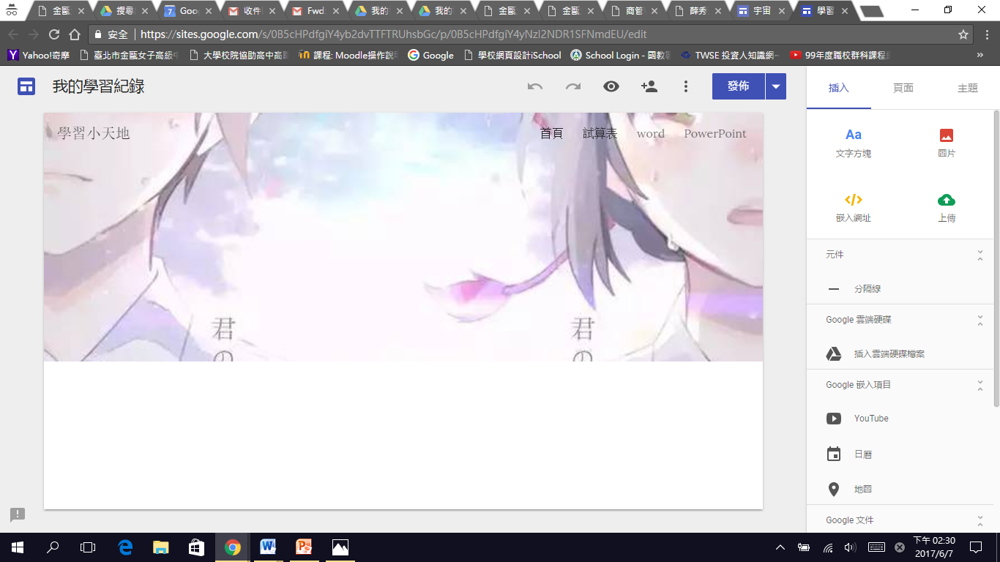 金甌
搜尋
Goo
收件
Fwd:
我的
我的
金甌
金甌
商管
薛秀
宇宙
學習
安全 https://sites.google.com/s/0B5cHPdfgiY4yb2dvTTFTRUhsbGc/p/0B5cHPdfgiY4yNzI2NDR1SFNmdEU/edit
Yahoo!奇摩 臺北市金甌女子高級中 大學校院協助高中高職 課程: Moodle操作說明 Google 學校網頁設計iSchool School Login - 國教署 TWSE 投資人知識網- 99年度職校群科課程 »
我的學習紀錄
發佈
插入 頁面 主題
學習小天地
首頁 試算表 word PowerPoint
君の
君の
Aa
文字方塊
圖片
嵌入網址
上傳
元件
分隔線
Google 雲端硬碟
插入雲端硬碟檔案
Google 嵌入項目
YouTube
日曆
地圖
Google 文件
下午 02:30
2017/6/7